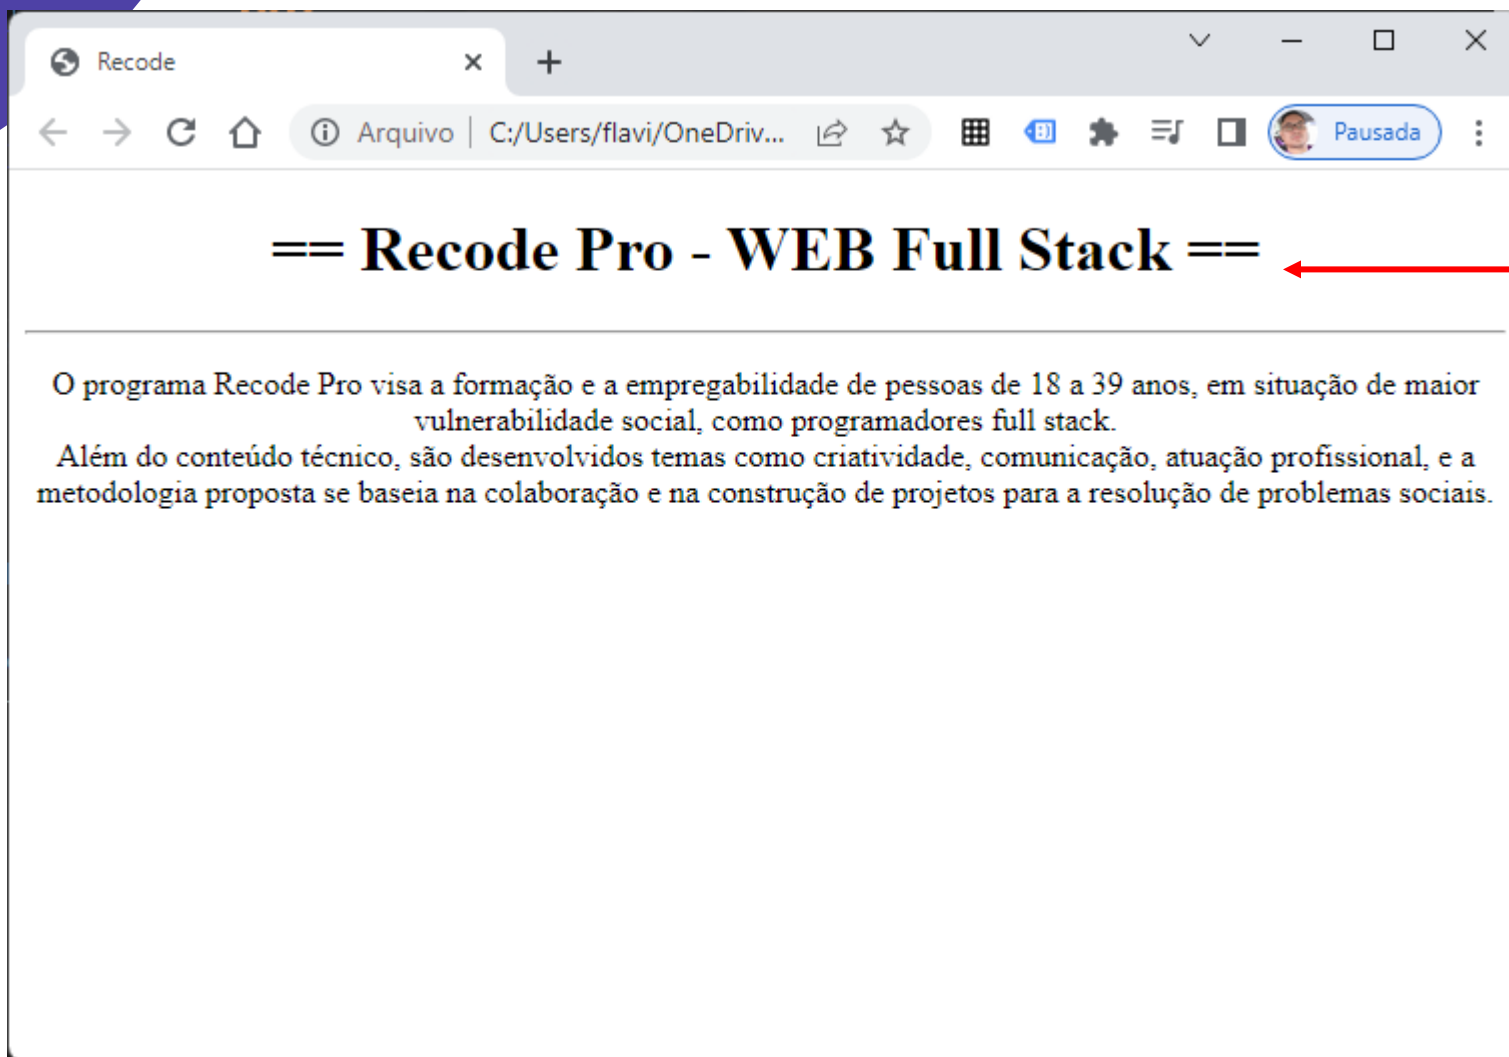 Recode
Arquivo C:/Users/flavi/OneDriv... Pausada
== Recode Pro - WEB Full Stack ==
O programa Recode Pro visa a formação e a empregabilidade de pessoas de 18 a 39 anos, em situação de maior
vulnerabilidade social, como programadores full stack.
Além do conteúdo técnico, são desenvolvidos temas como criatividade, comunicação, atuação profissional, e a
metodologia proposta se baseia na colaboração e na construção de projetos para a resolução de problemas sociais.